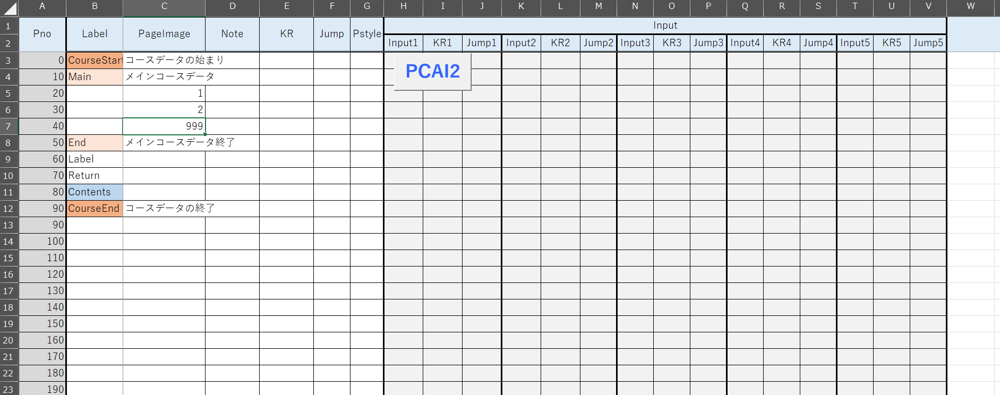 A B C D E F G H I J K L M N O P Q R S T U V W
1 Input
Pno Label PageImage Note KR Jump Pstyle
2 Input1 KR1 Jump1 Input2 KR2 Jump2 Input3 KR3 Jump3 Input4 KR4 Jump4 Input5 KR5 Jump5
3 0 CourseStart コースデータの始まり
PCAI2
4 10 Main メインコースデータ
5 20 1
6 30 2
7 40 999
8 50 End メインコースデータ終了
9 60 Label
10 70 Return
11 80 Contents
12 90 CourseEnd コースデータの終了
13 90
14 100
15 110
16 120
17 130
18 140
19 150
20 160
21 170
22 180
23 190